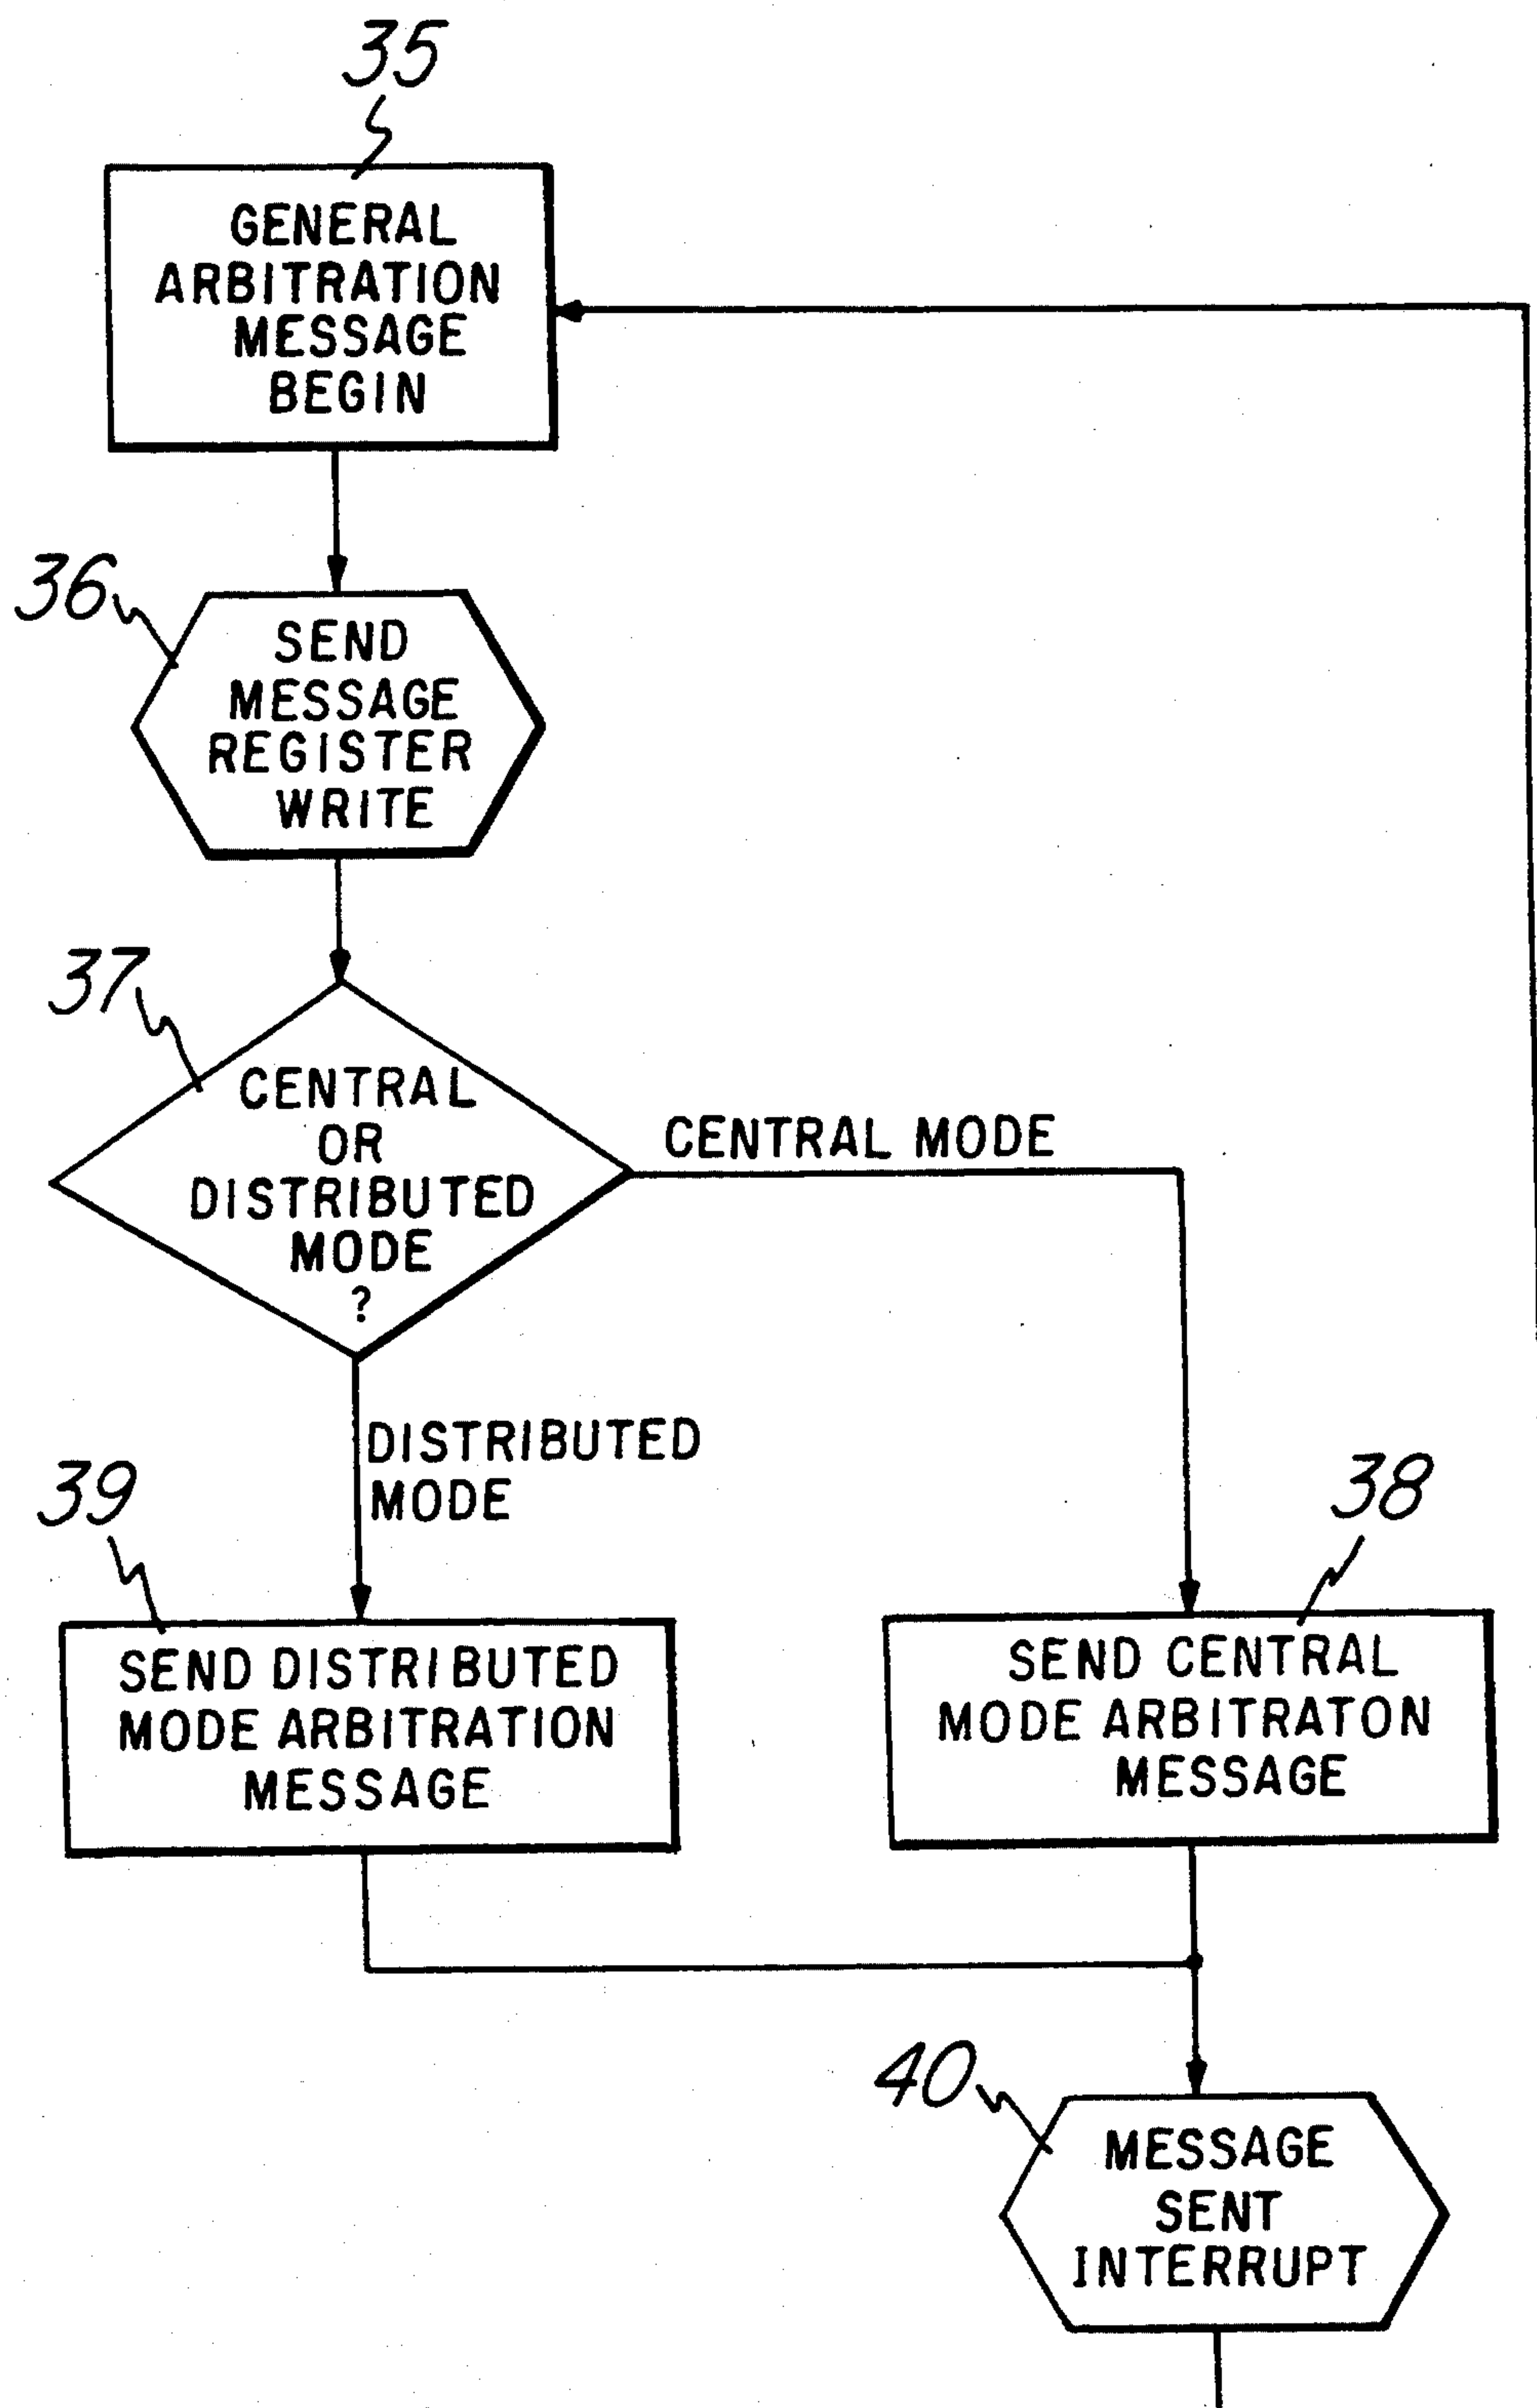 35
GENERAL
ARBITRATION
MESSAGE
BEGIN
36
SEND
MESSAGE
REGISTER
WRITE
37
CENTRAL
OR
DISTRIBUTED
MODE
?
CENTRAL MODE
DISTRIBUTED
MODE
39
SEND DISTRIBUTED
MODE ARBITRATION
MESSAGE
38
SEND CENTRAL
MODE ARBITRATON
MESSAGE
40
MESSAGE
SENT
INTERRUPT